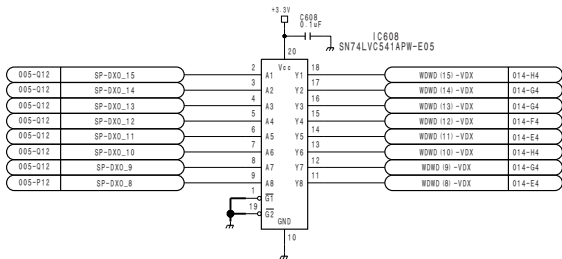 +3.3V
C608
0.1uF
IC608
SN74LVC541APW-E05
20
Vcc
005-Q12 SP-DXO_15 2 A1 Y1 18 WDWD (15) -VDX 014-H4
005-Q12 SP-DXO_14 3 A2 Y2 17 WDWD (14) -VDX 014-G4
005-Q12 SP-DXO_13 4 A3 Y3 16 WDWD (13) -VDX 014-G4
005-Q12 SP-DXO_12 5 A4 Y4 15 WDWD (12) -VDX 014-F4
005-Q12 SP-DXO_11 6 A5 Y5 14 WDWD (11) -VDX 014-E4
005-Q12 SP-DXO_10 7 A6 Y6 13 WDWD (10) -VDX 014-H4
005-Q12 SP-DXO_9 8 A7 Y7 12 WDWD (9) -VDX 014-G4
005-P12 SP-DXO_8 9 A8 Y8 11 WDWD (8) -VDX 014-E4
1 G1
19 G2
GND
10